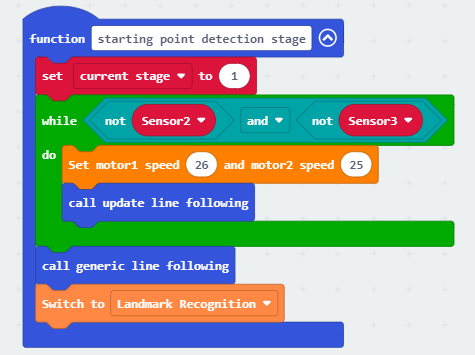 function starting point detection stage
set current stage to 1
while not Sensor2 and not Sensor3
do
Set motor1 speed 26 and motor2 speed 25
call update line following
call generic line following
Switch to Landmark Recognition